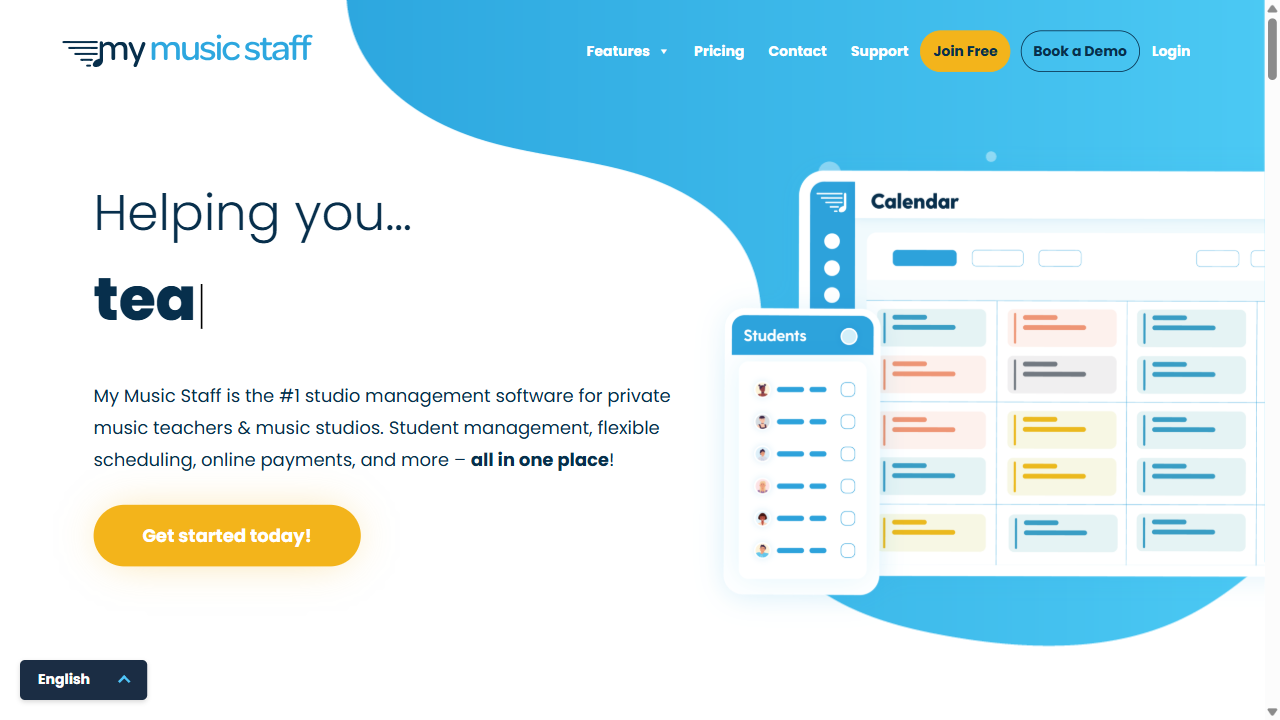 my music staff
Features Pricing Contact Support Join Free Book a Demo Login
Helping you...
tea
Calendar
Students
My Music Staff is the #1 studio management software for private
music teachers & music studios. Student management, flexible
scheduling, online payments, and more – all in one place!
Get started today!
English